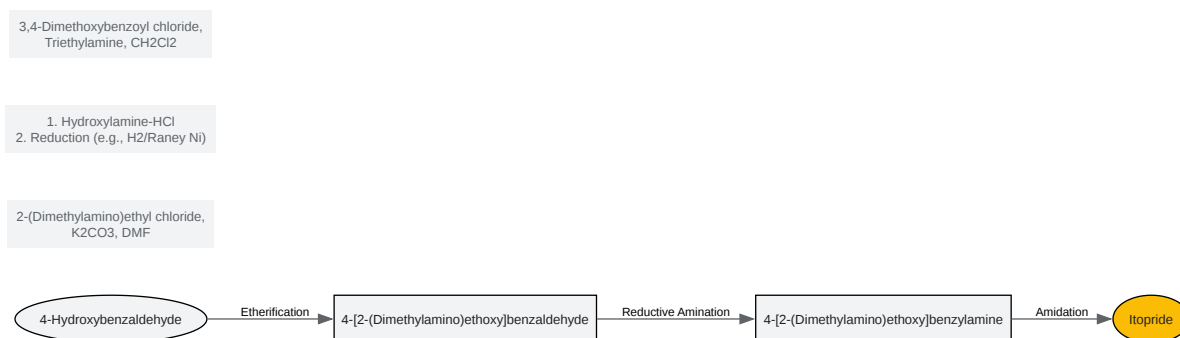 3,4-Dimethoxybenzoyl chloride,
Triethylamine, CH2Cl2
1. Hydroxylamine-HCl
2. Reduction (e.g., H2/Raney Ni)
2-(Dimethylamino)ethyl chloride,
K2CO3, DMF
4-Hydroxybenzaldehyde
Etherification
4-[2-(Dimethylamino)ethoxy]benzaldehyde
Reductive Amination
4-[2-(Dimethylamino)ethoxy]benzylamine
Amidation
Itopride